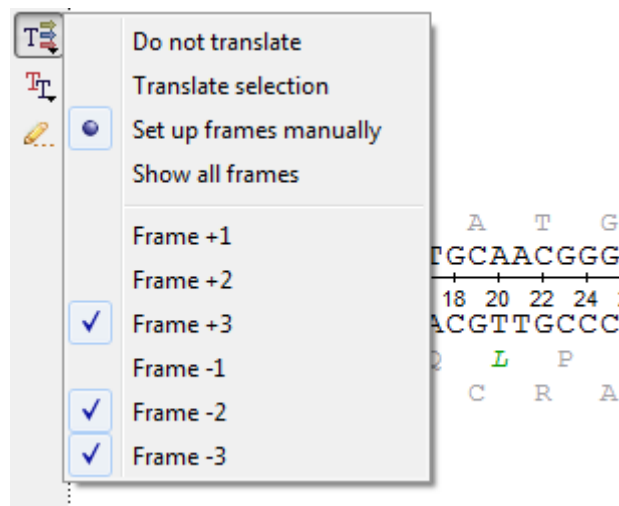 T
TT
Do not translate
Translate selection
Set up frames manually
Show all frames
Frame +1
Frame +2
Frame +3
Frame -1
Frame -2
Frame -3
A T G
TGCAACGGG
18 20 22 24
ACGTTGCCC
L P
C R A